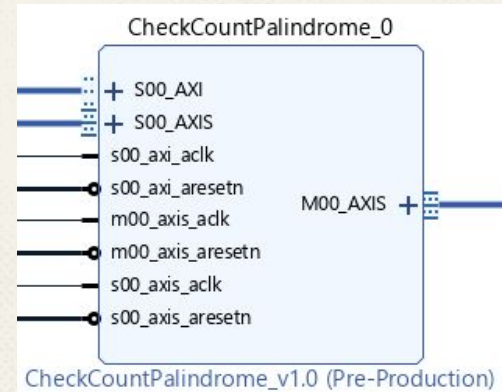 CheckCountPalindrome_0
S00_AXI
S00_AXIS
s00_axi_aclk
s00_axi_aresetn
m00_axis_aclk
M00_AXIS
m00_axis_aresetn
s00_axis_aclk
s00_axis_aresetn
CheckCountPalindrome_v1.0 (Pre-Production)